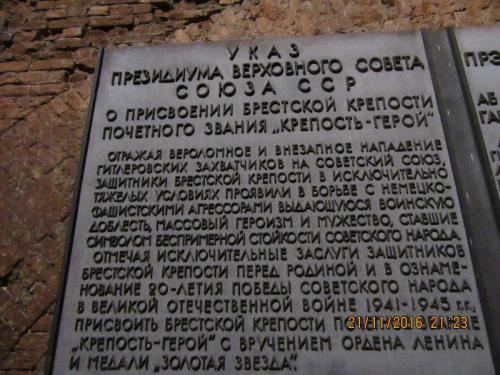 УКАЗ
ПРЕЗИДИУМА ВЕРХОВНОГО СОВЕТА
СОЮЗА ССР
О ПРИСВОЕНИИ БРЕСТСКОЙ КРЕПОСТИ
ПОЧЕТНОГО ЗВАНИЯ „КРЕПОСТЬ-ГЕРОЙ"
ОТРАЖАЯ ВЕРОЛОМНОЕ И ВНЕЗАПНОЕ НАПАДЕНИЕ
ГИТЛЕРОВСКИХ ЗАХВАТЧИКОВ НА СОВЕТСКИЙ СОЮЗ,
ЗАЩИТНИКИ БРЕСТСКОЙ КРЕПОСТИ В ИСКЛЮЧИТЕЛЬНО
ТЯЖЕЛЫХ УСЛОВИЯХ ПРОЯВИЛИ В БОРЬБЕ С НЕМЕЦКО-
ФАШИСТСКИМИ АГРЕССОРАМИ ВЫДАЮЩУЮСЯ ВОИНСКУЮ
ДОБЛЕСТЬ, МАССОВЫЙ ГЕРОИЗМ И МУЖЕСТВО, СТАВШИЕ
СИМВОЛОМ БЕСПРИМЕРНОЙ СТОЙКОСТИ СОВЕТСКОГО НАРОДА
ОТМЕЧАЯ ИСКЛЮЧИТЕЛЬНЫЕ ЗАСЛУГИ ЗАЩИТНИКОВ
БРЕСТСКОЙ КРЕПОСТИ ПЕРЕД РОДИНОЙ И В ОЗНАМЕ-
НОВАНИЕ 20-ЛЕТИЯ ПОБЕДЫ СОВЕТСКОГО НАРОДА
В ВЕЛИКОЙ ОТЕЧЕСТВЕННОЙ ВОЙНЕ 1941-1945 г.г.,
ПРИСВОИТЬ БРЕСТСКОЙ КРЕПОСТИ
„КРЕПОСТЬ-ГЕРОЙ" С ВРУЧЕНИЕМ ОРДЕНА ЛЕНИНА
И МЕДАЛИ „ЗОЛОТАЯ ЗВЕЗДА".
21/11/2016 21:23